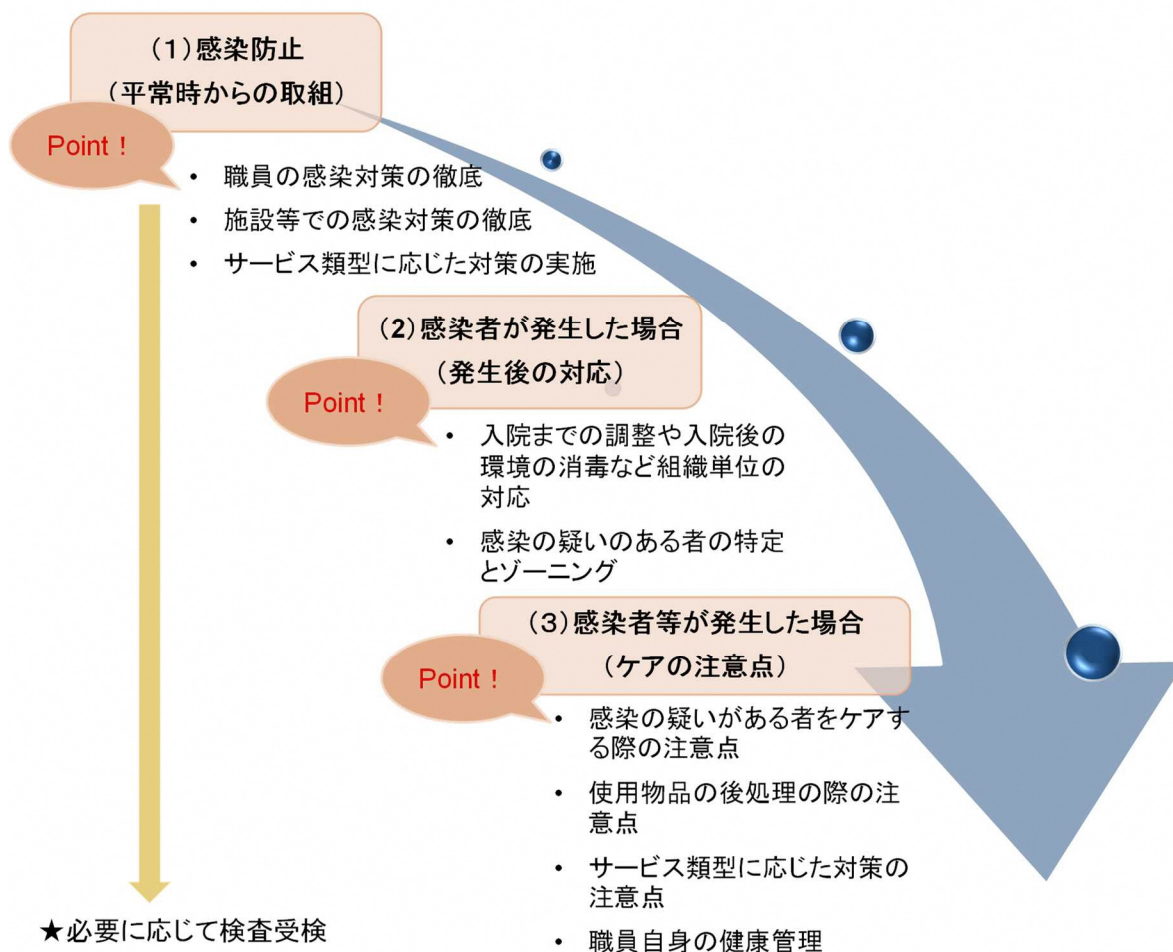 （1）感染防止
（平常時からの取組）
Point！
• 職員の感染対策の徹底
• 施設等での感染対策の徹底
• サービス類型に応じた対策の実施
（2）感染者が発生した場合
（発生後の対応）
Point！
• 入院までの調整や入院後の
環境の消毒など組織単位の
対応
• 感染の疑いのある者の特定
とゾーニング
（3）感染者等が発生した場合
（ケアの注意点）
Point！
• 感染の疑いがある者をケアす
る際の注意点
• 使用物品の後処理の際の注
意点
• サービス類型に応じた対策の
注意点
• 職員自身の健康管理
★必要に応じて検査受検